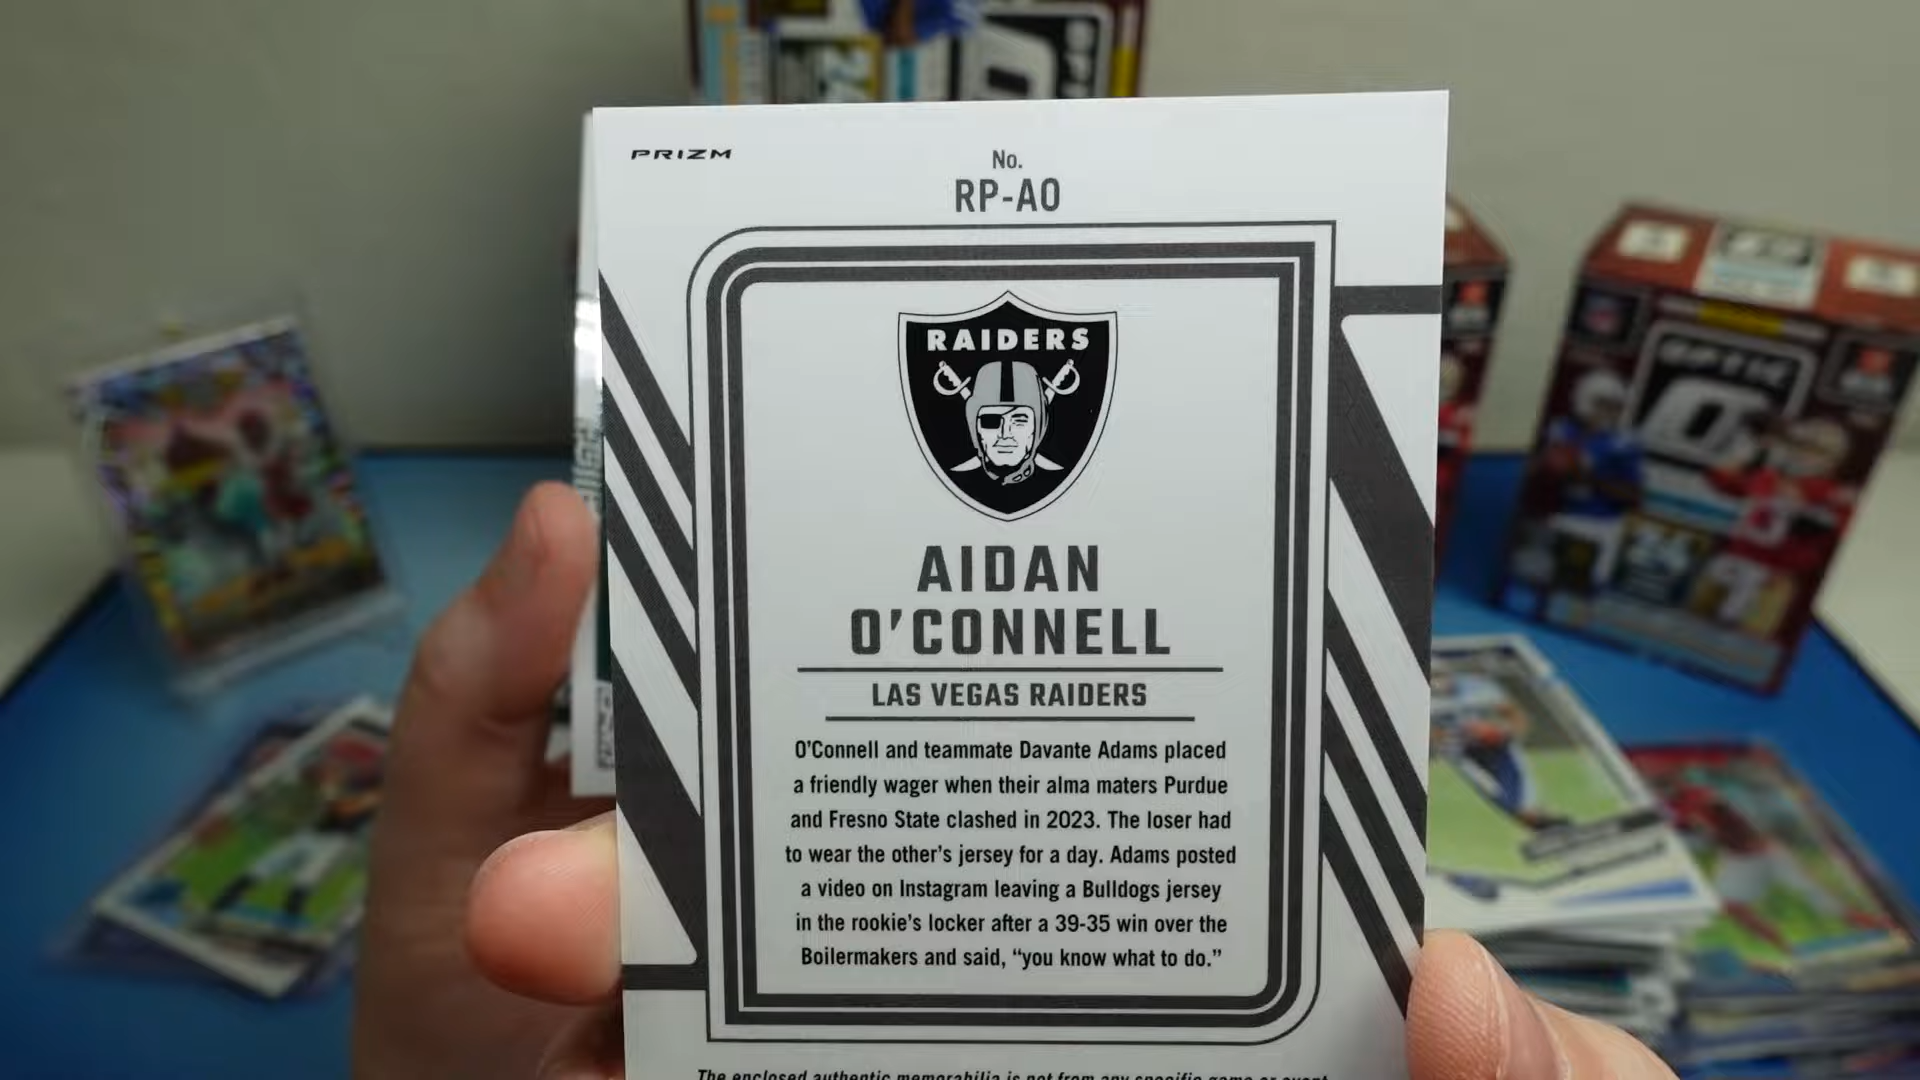 PRIZM
No.
RP-AO
RAIDERS
AIDAN
O'CONNELL
LAS VEGAS RAIDERS
O'Connell and teammate Davante Adams placed
a friendly wager when their alma maters Purdue
and Fresno State clashed in 2023. The loser had
to wear the other's jersey for a day. Adams posted
a video on Instagram leaving a Bulldogs jersey
in the rookie's locker after a 39-35 win over the
Boilermakers and said, “you know what to do.”
The enclosed authentic memorabilia is not from any specific game or event
OPTIC